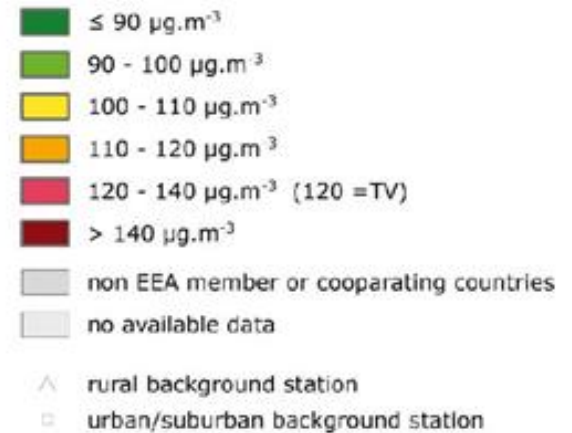 ≤ 90 µg.m⁻³
90 - 100 µg.m⁻³
100 - 110 µg.m⁻³
110 - 120 µg.m⁻³
120 - 140 µg.m⁻³ (120 =TV)
> 140 µg.m⁻³
non EEA member or cooparating countries
no available data
rural background station
urban/suburban background station